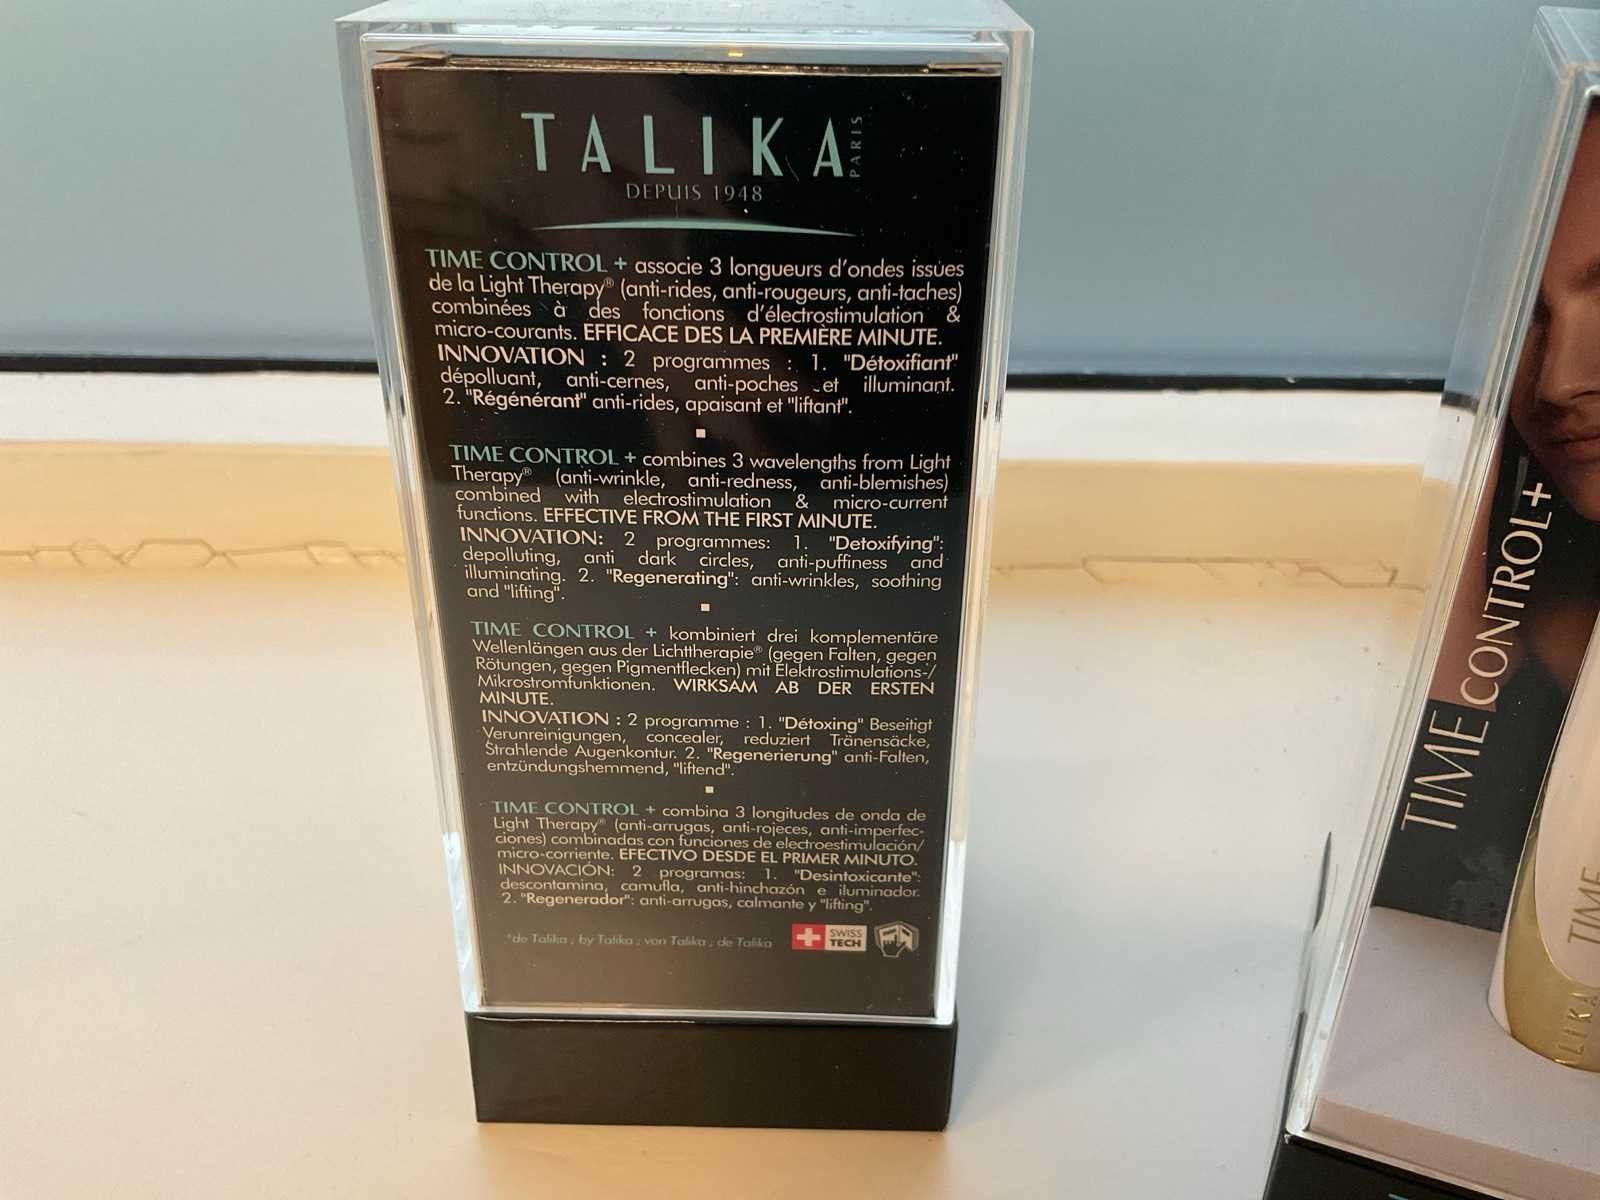 TALIKA
PARIS
DEPUIS 1948
TIME CONTROL + associe 3 longueurs d'ondes issues
de la Light Therapy® (anti-rides, anti-rougeurs, anti-taches)
combinées à des fonctions d'électrostimulation &
micro-courants. EFFICACE DES LA PREMIÈRE MINUTE.
INNOVATION : 2 programmes : 1. "Détoxifiant"
dépolluant, anti-cernes, anti-poches et illuminant.
2. "Régénérant" anti-rides, apaisant et "liftant".
TIME CONTROL + combines 3 wavelengths from Light
Therapy® (anti-wrinkle, anti-redness, anti-blemishes)
combined with electrostimulation & micro-current
functions. EFFECTIVE FROM THE FIRST MINUTE.
INNOVATION: 2 programmes: 1. "Detoxifying":
depolluting, anti dark circles, anti-puffiness and
illuminating. 2. "Regenerating": anti-wrinkles, soothing
and "lifting".
TIME CONTROL + kombiniert drei komplementäre
Wellenlängen aus der Lichttherapie® (gegen Falten, gegen
Rötungen, gegen Pigmentflecken) mit Elektrostimulations-/
Mikrostromfunktionen. WIRKSAM AB DER ERSTEN
MINUTE.
INNOVATION : 2 programme : 1. "Détoxing" Beseitigt
Verunreinigungen, concealer, reduziert Tränensäcke,
Strahlende Augenkontur. 2. "Regenerierung" anti-Falten,
entzündungshemmend, "liftend".
TIME CONTROL + combina 3 longitudes de onda de
Light Therapy® (anti-arrugas, anti-rojeces, anti-imperfec-
ciones) combinadas con funciones de electroestimulación/
micro-corriente. EFECTIVO DESDE EL PRIMER MINUTO.
INNOVACIÓN: 2 programas: 1. "Desintoxicante":
descontamina, camufla, anti-hinchazón e iluminador.
2. "Regenerador": anti-arrugas, calmante y "lifting".
*de Talika ; by Talika ; von Talika ; de Talika
SWISS
TECH
TIME CONTROL+
TIME
ALIKA